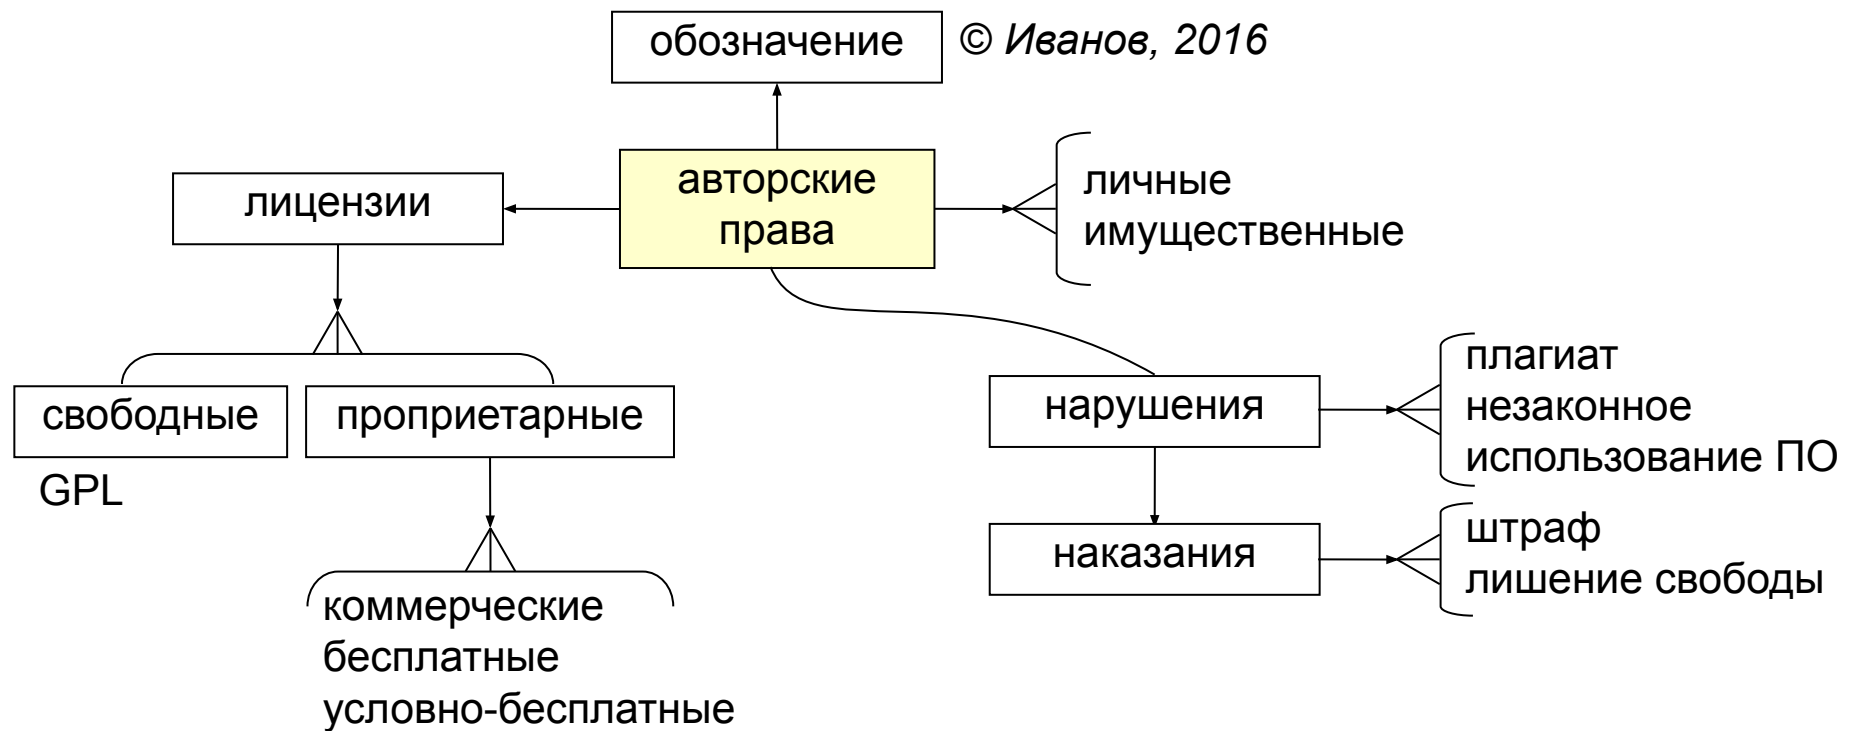 обозначение
© Иванов, 2016
авторские
права
лицензии
личные
имущественные
свободные
проприетарные
GPL
коммерческие
бесплатные
условно-бесплатные
нарушения
плагиат
незаконное
использование ПО
наказания
штраф
лишение свободы